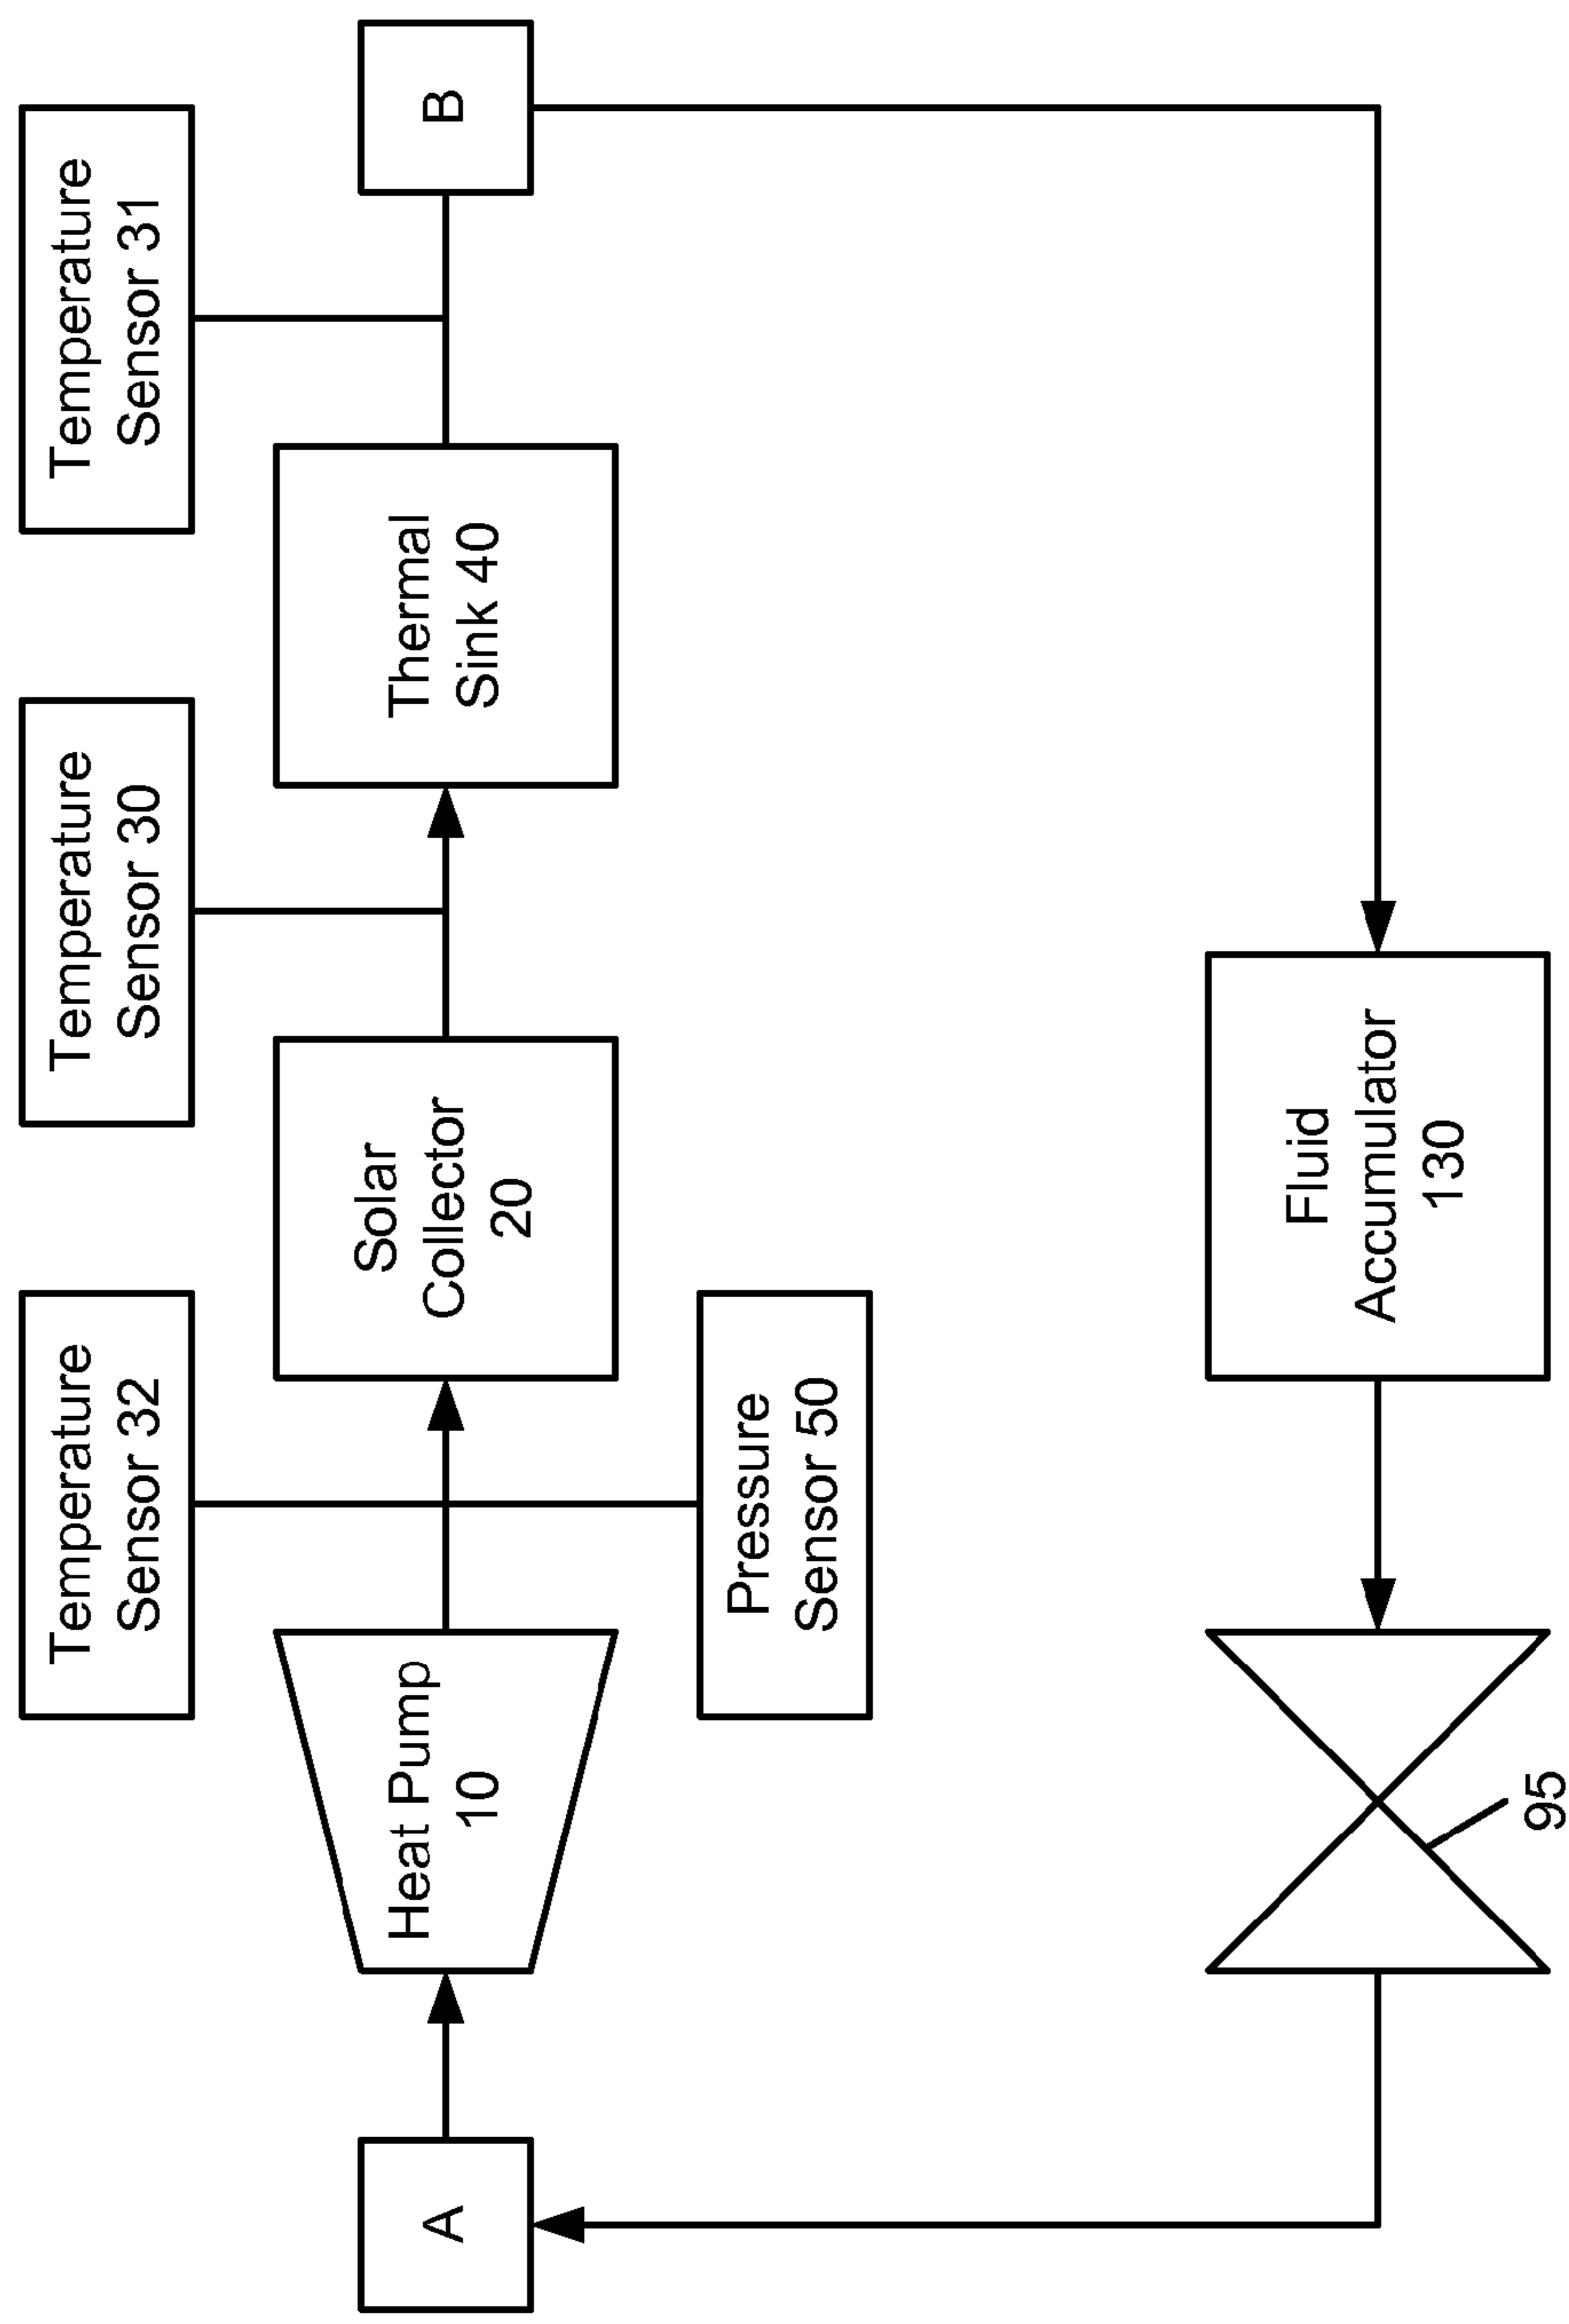 Temperature
Sensor 32
Temperature
Sensor 30
Temperature
Sensor 31
A
Heat Pump
10
Solar
Collector
20
Thermal
Sink 40
B
Pressure
Sensor 50
95
Fluid
Accumulator
130